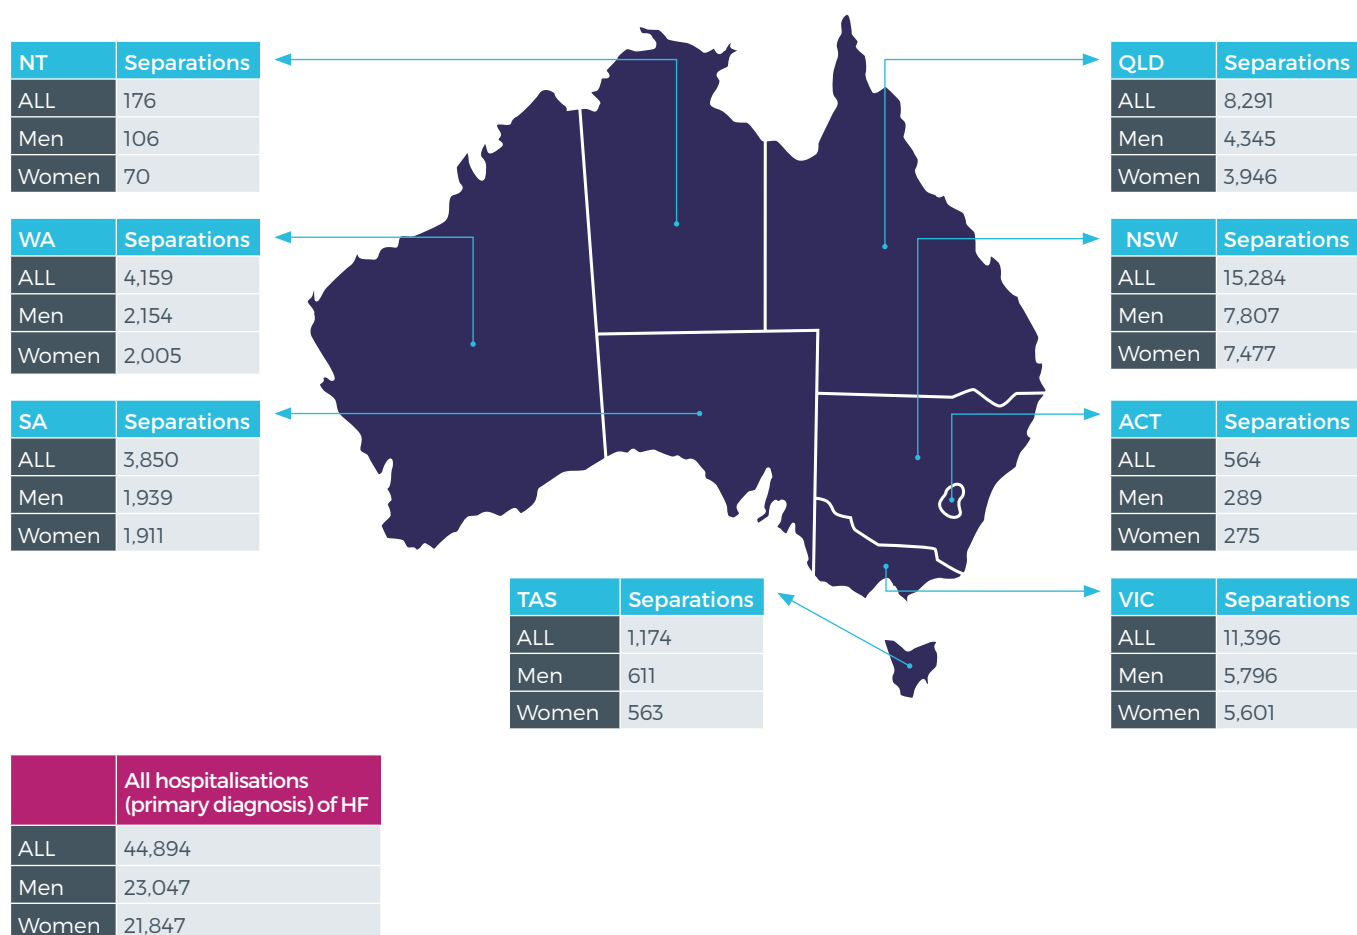 NT Separations
ALL 176
Men 106
Women 70
WA Separations
ALL 4,159
Men 2,154
Women 2,005
SA Separations
ALL 3,850
Men 1,939
Women 1,911
QLD Separations
ALL 8,291
Men 4,345
Women 3,946
NSW Separations
ALL 15,284
Men 7,807
Women 7,477
ACT Separations
ALL 564
Men 289
Women 275
TAS Separations
ALL 1,174
Men 611
Women 563
VIC Separations
ALL 11,396
Men 5,796
Women 5,601
All hospitalisations
(primary diagnosis) of HF
ALL 44,894
Men 23,047
Women 21,847